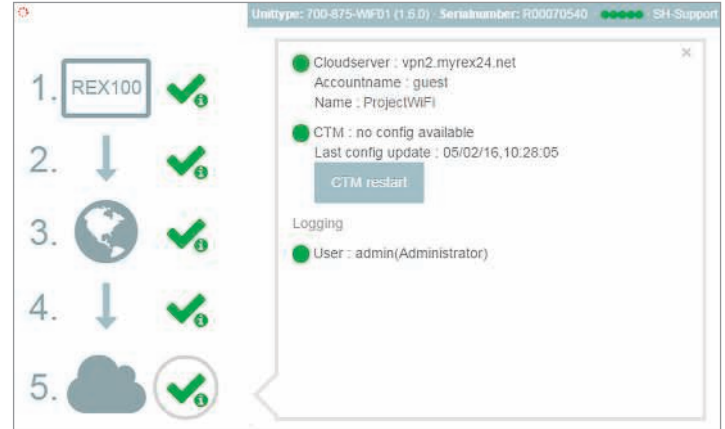 Unittype: 700-875-WIF01 (1.6.0) · Serialnumber: R00070540 · SH-Support
1. REX100
2.
3.
4.
5.
Cloudserver : vpn2.myrex24.net
Accountname : guest
Name : ProjectWiFi
CTM : no config available
Last config update : 05/02/16,10:28:05
CTM restart
Logging
User : admin(Administrator)
×